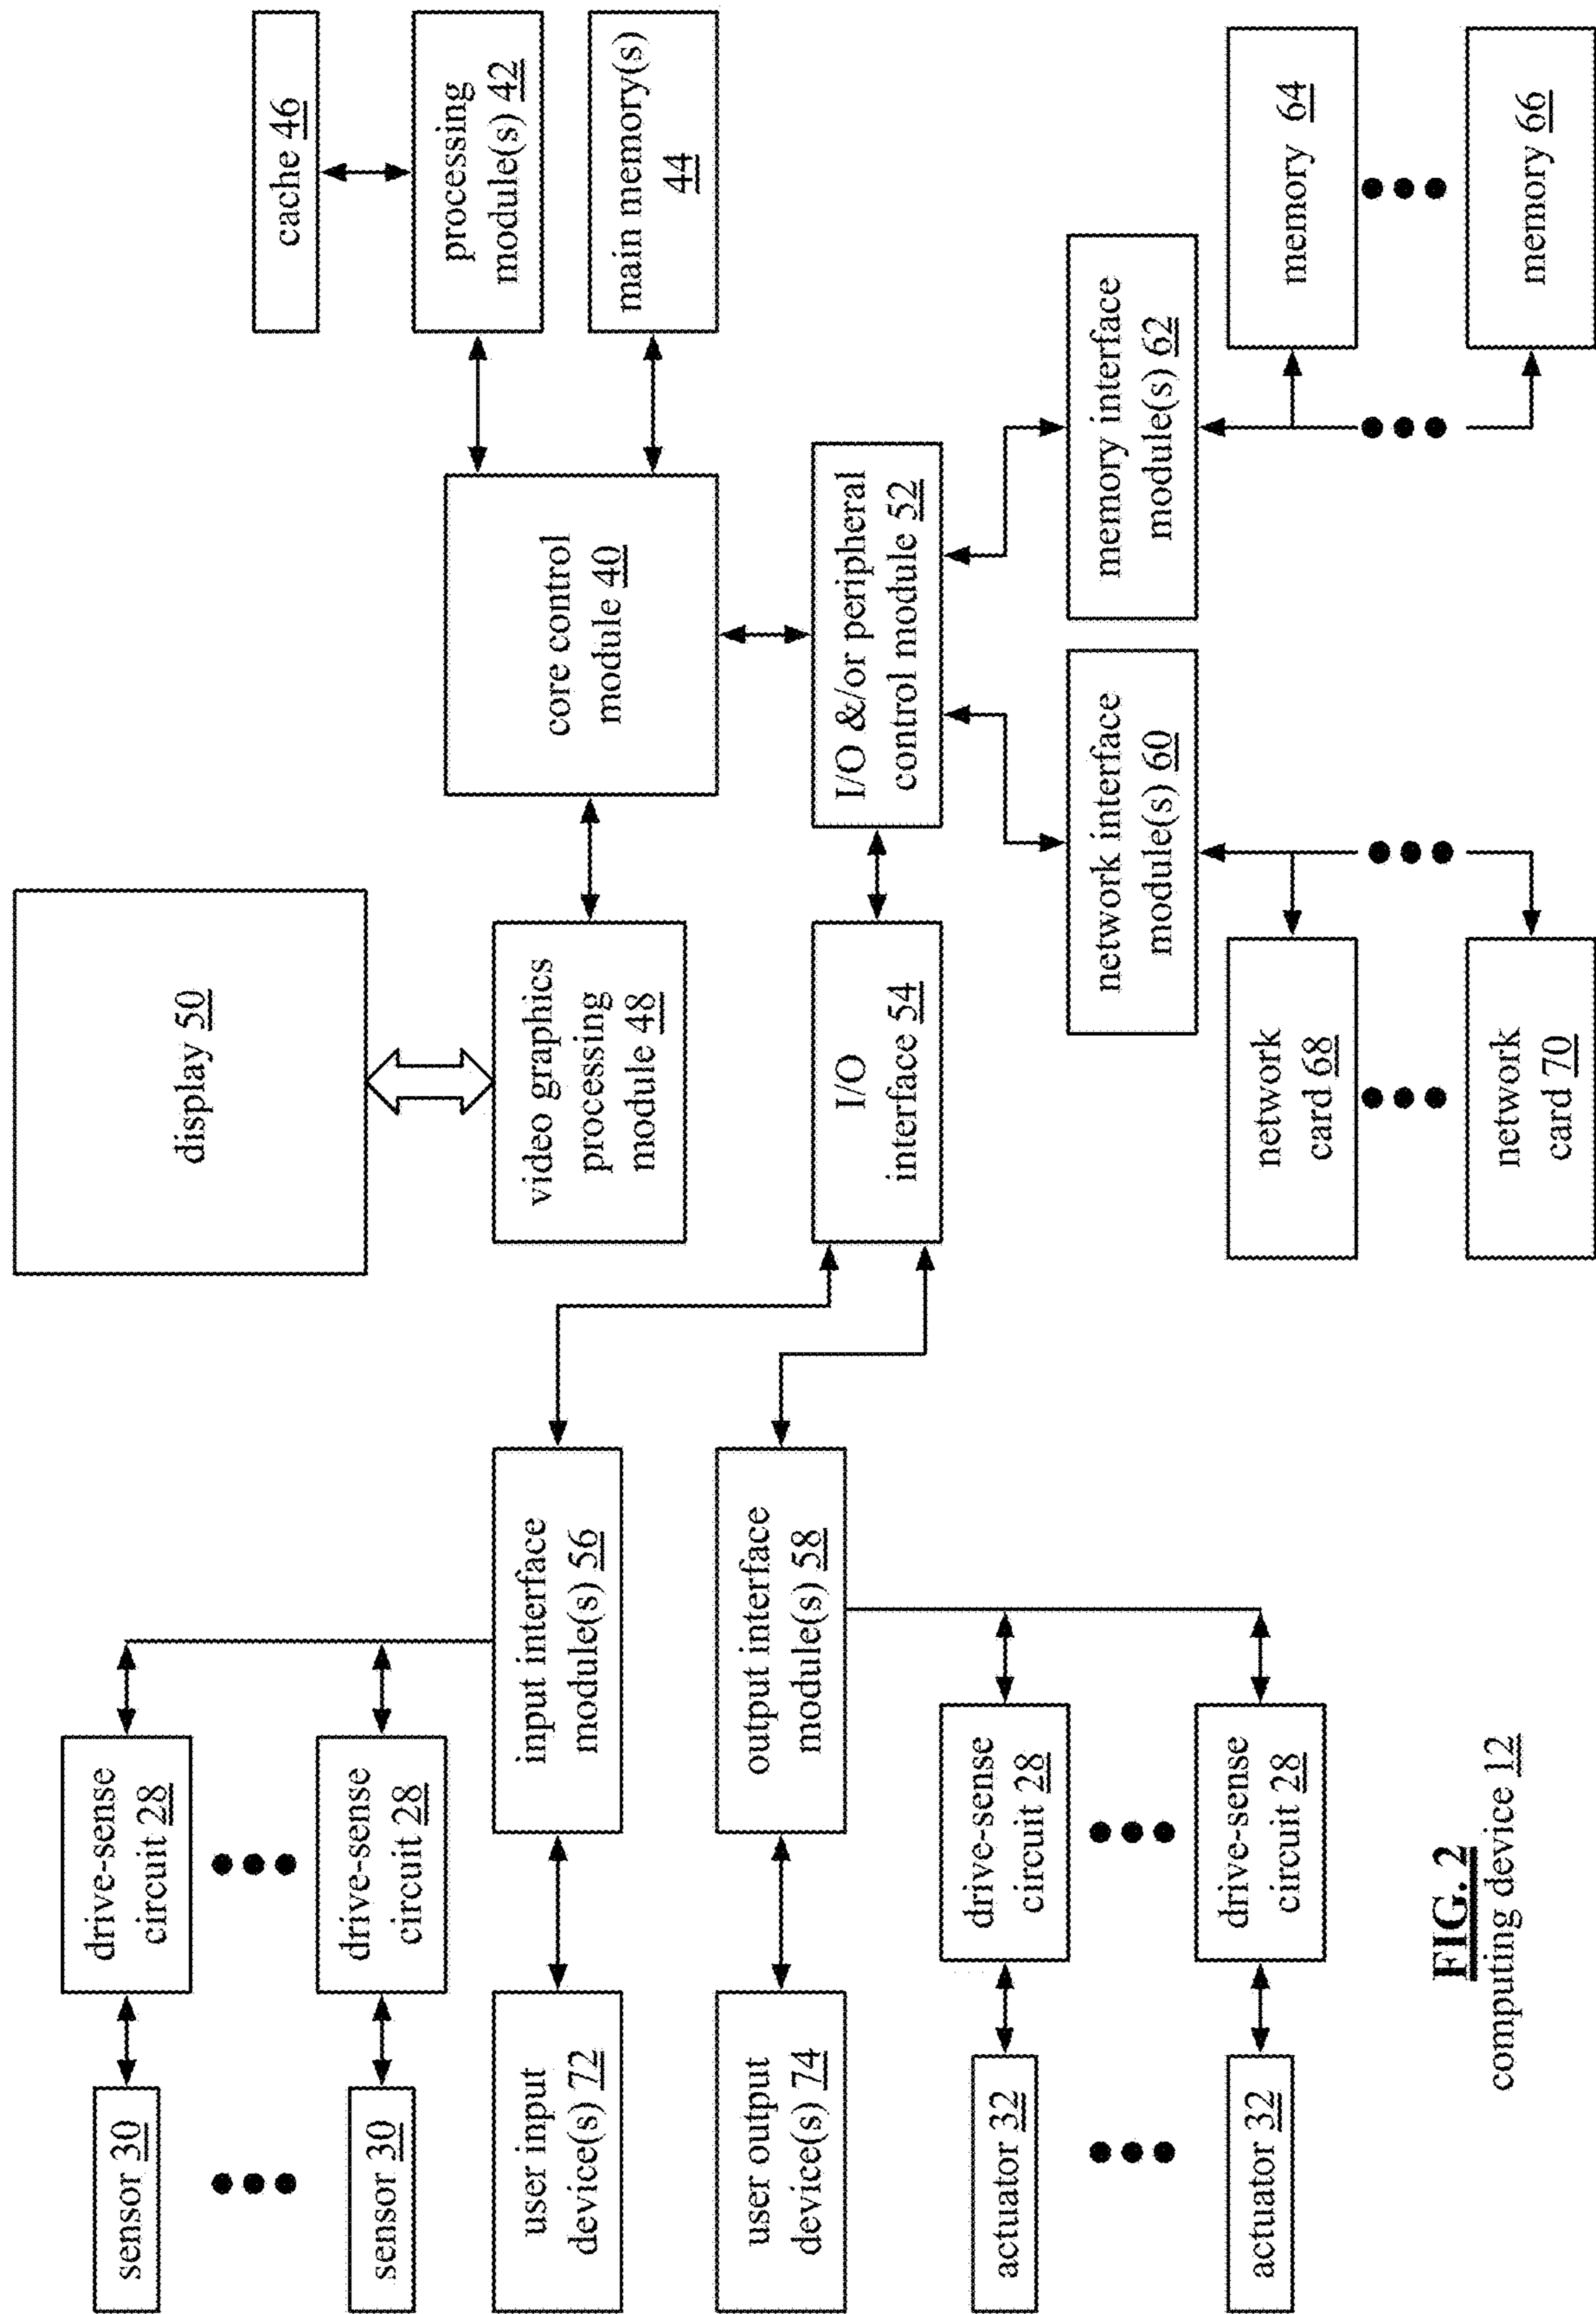 display 50
cache 46
processing
module(s) 42
main memory(s)
44
core control
module 40
video graphics
processing
module 48
I/O &/or peripheral
control module 52
I/O
interface 54
memory interface
module(s) 62
network interface
module(s) 60
memory 64
memory 66
network
card 68
network
card 70
sensor 30
drive-sense
circuit 28
sensor 30
drive-sense
circuit 28
user input
device(s) 72
input interface
module(s) 56
user output
device(s) 74
output interface
module(s) 58
actuator 32
drive-sense
circuit 28
actuator 32
drive-sense
circuit 28
FIG. 2
computing device 12